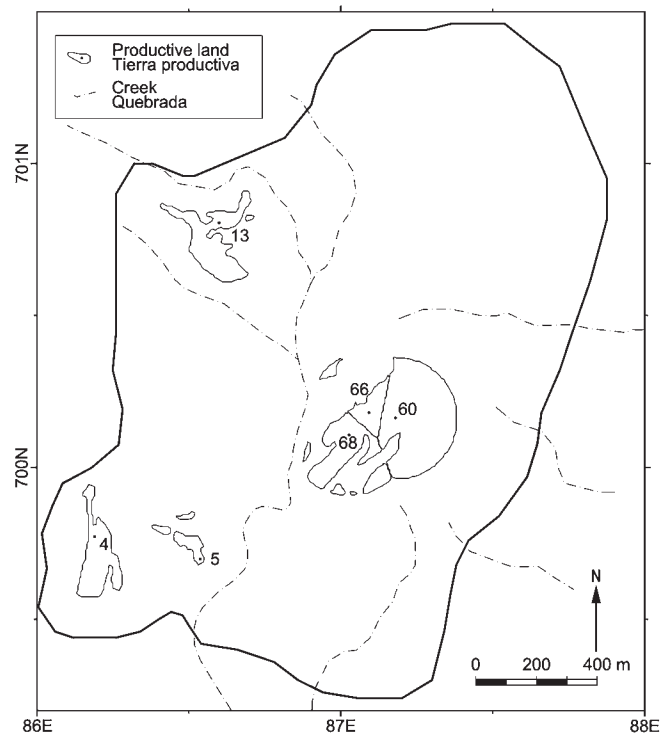 Productive land
Tierra productiva
Creek
Quebrada
701N
13
66
60
68
700N
4
5
N
0 200 400 m
86E 87E 88E